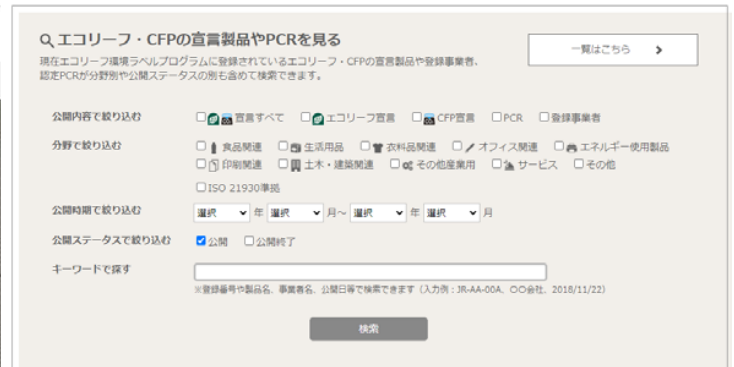 エコリーフ・CFPの宣言製品やPCRを見る
一覧はこちら
現在エコリーフ環境ラベルプログラムに登録されているエコリーフ・CFPの宣言製品や登録事業者、
認定PCRが分野別や公開ステータスの別も含めて検索できます。
公開内容で絞り込む 宣言すべて エコリーフ宣言 CFP宣言 PCR 登録事業者
分野で絞り込む 食品関連 生活用品 衣料品関連 オフィス関連 エネルギー使用製品
印刷関連 土木・建築関連 その他産業用 サービス その他
ISO 21930準拠
公開時期で絞り込む 選択 年 選択 月～ 選択 年 選択 月
公開ステータスで絞り込む 公開 公開終了
キーワードで探す
※登録番号や製品名、事業者名、公開日等で検索できます（入力例：JR-AA-00A、〇〇会社、2018/11/22）
検索